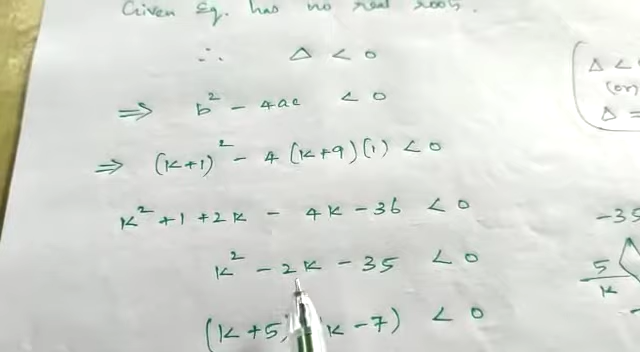 Given Eq. has no real roots.
∴ Δ < 0
⇒ b² - 4ac < 0
Δ <
(or)
Δ =
⇒ (k+1)² - 4(k+9)(1) < 0
k² + 1 + 2k - 4k - 36 < 0
-35
k² - 2k - 35 < 0
5
k
(k+5) k-7) < 0